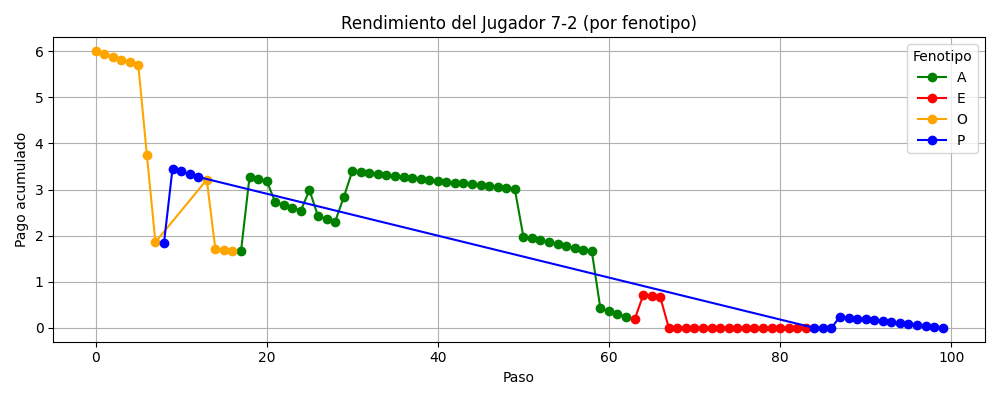 Rendimiento del Jugador 7-2 (por fenotipo)
Pago acumulado
6
5
4
3
2
1
0
Fenotipo
A
E
O
P
0 20 40 60 80 100
Paso